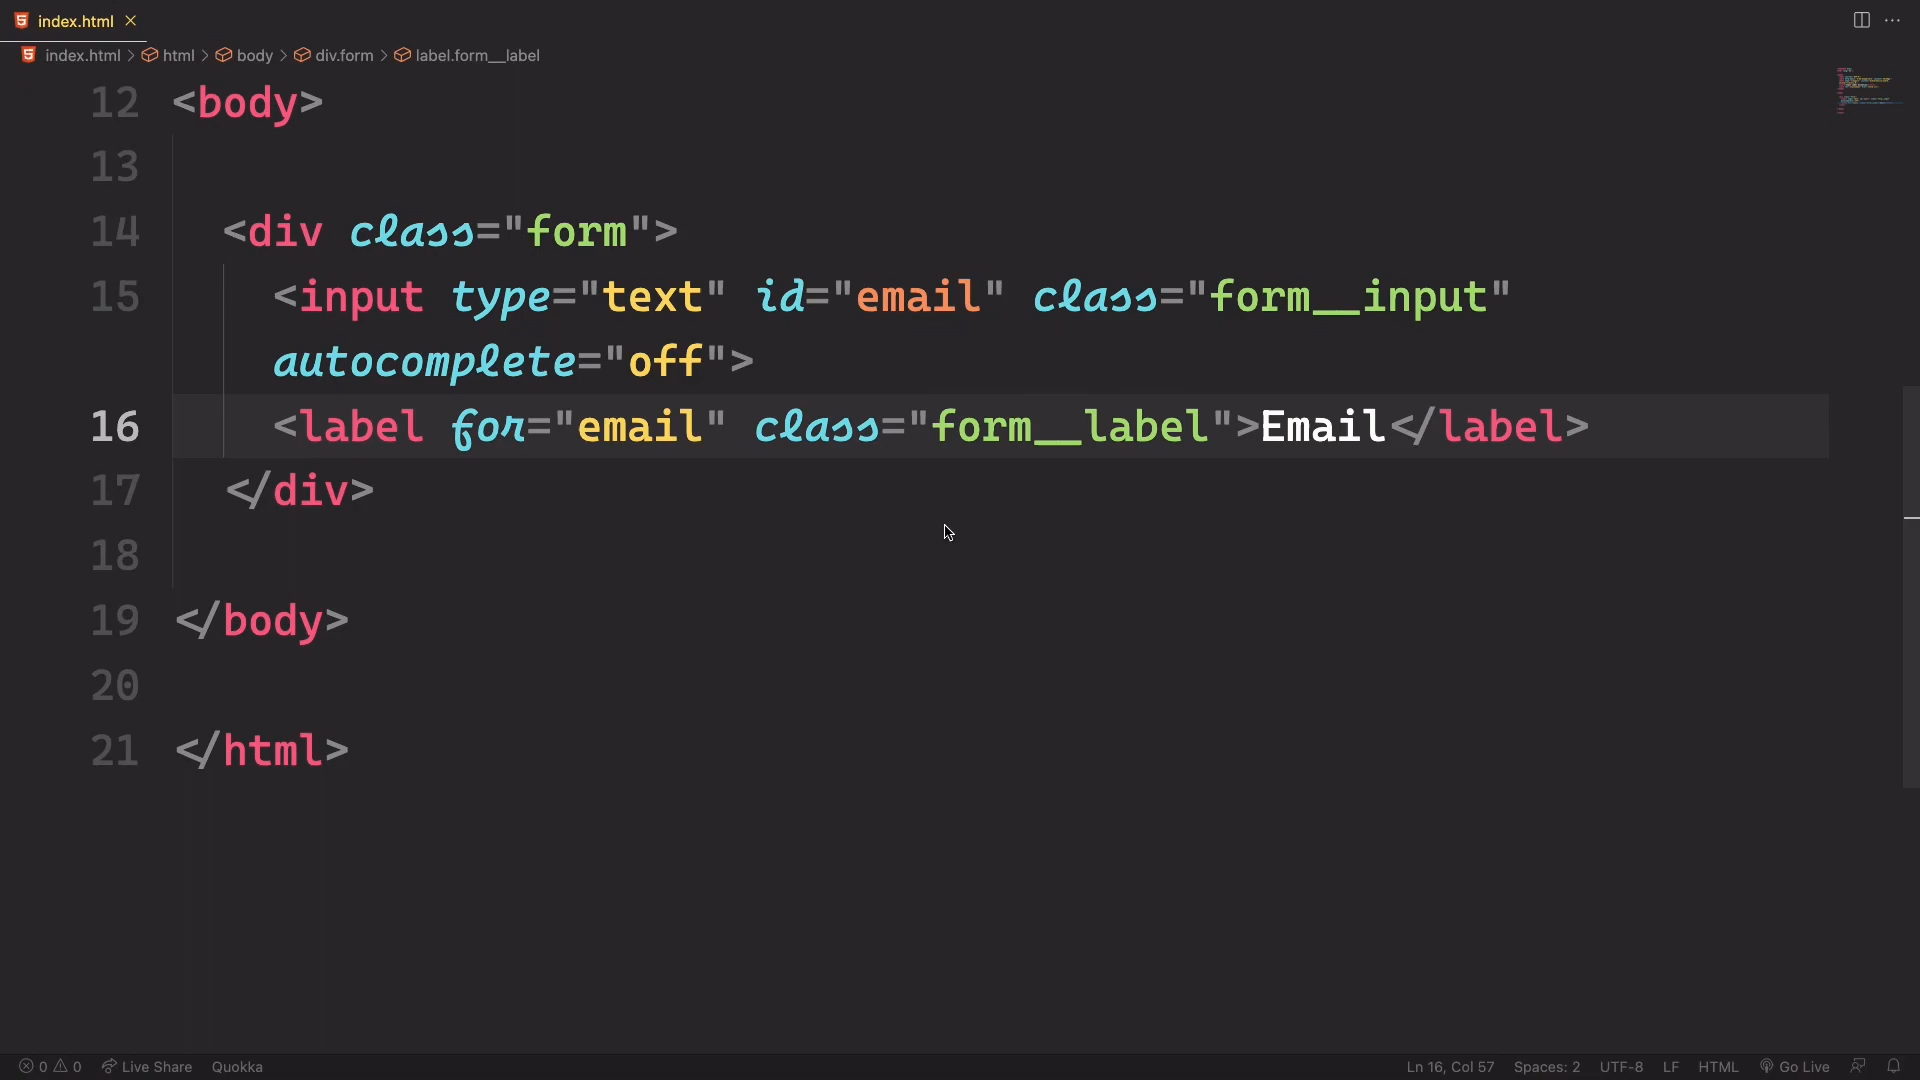 index.html
index.html > html > body > div.form > label.form__label
12 <body>
13
14 <div class="form">
15 <input type="text" id="email" class="form__input"
autocomplete="off">
16 <label for="email" class="form__label">Email</label>
17 </div>
18
19 </body>
20
21 </html>
0 0 Live Share Quokka Ln 16, Col 57 Spaces: 2 UTF-8 LF HTML Go Live